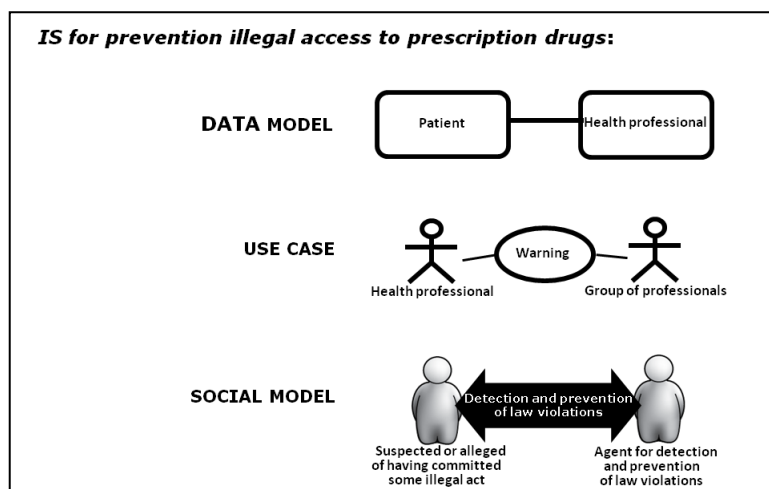 IS for prevention illegal access to prescription drugs:
DATA MODEL
Patient
Health professional
USE CASE
Warning
Health professional
Group of professionals
SOCIAL MODEL
Detection and prevention
of law violations
Suspected or alleged
of having committed
some illegal act
Agent for detection
and prevention
of law violations